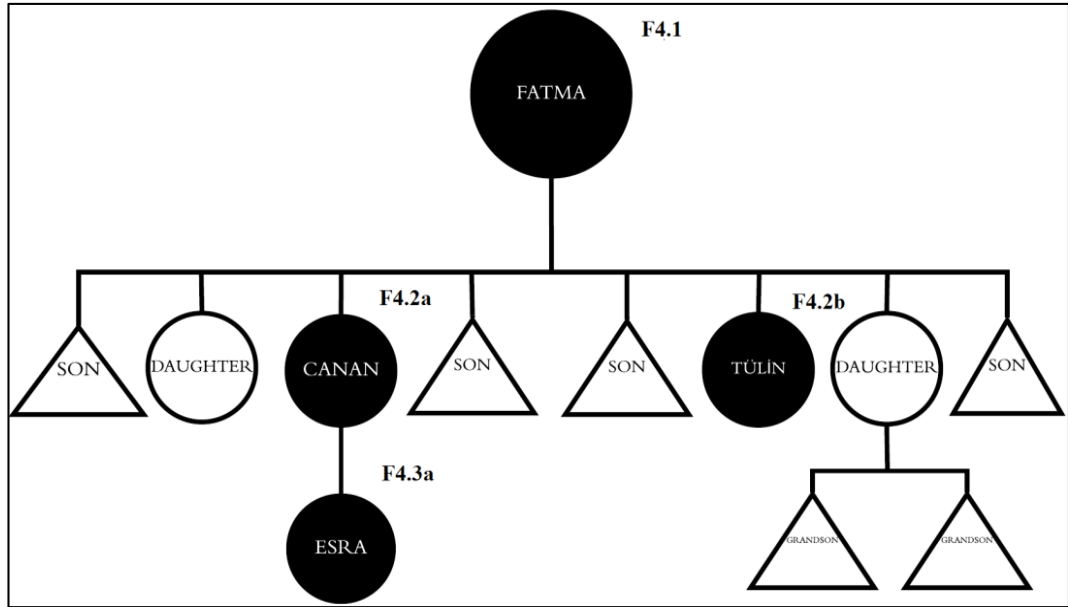 F4.1
FATMA
F4.2a
F4.2b
SON
DAUGHTER
CANAN
SON
SON
TÜLİN
DAUGHTER
SON
F4.3a
ESRA
GRANDSON
GRANDSON